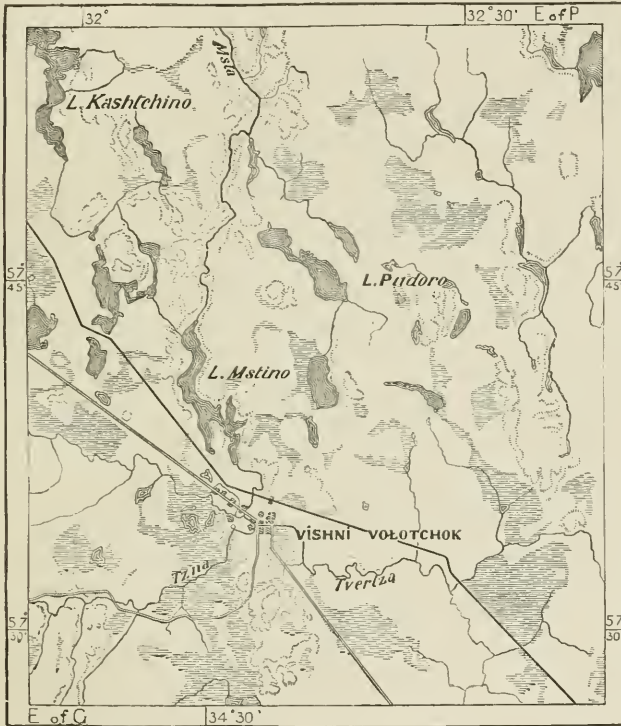 32°
32°30' E of P
Msta
L. Kashtchino
57°
45'
57°
45'
L. Pudoro
L. Mstino
VISHNI VOLOTCHOK
Tzna
Tvertza
57°
30'
57°
30'
E of G
34°30'